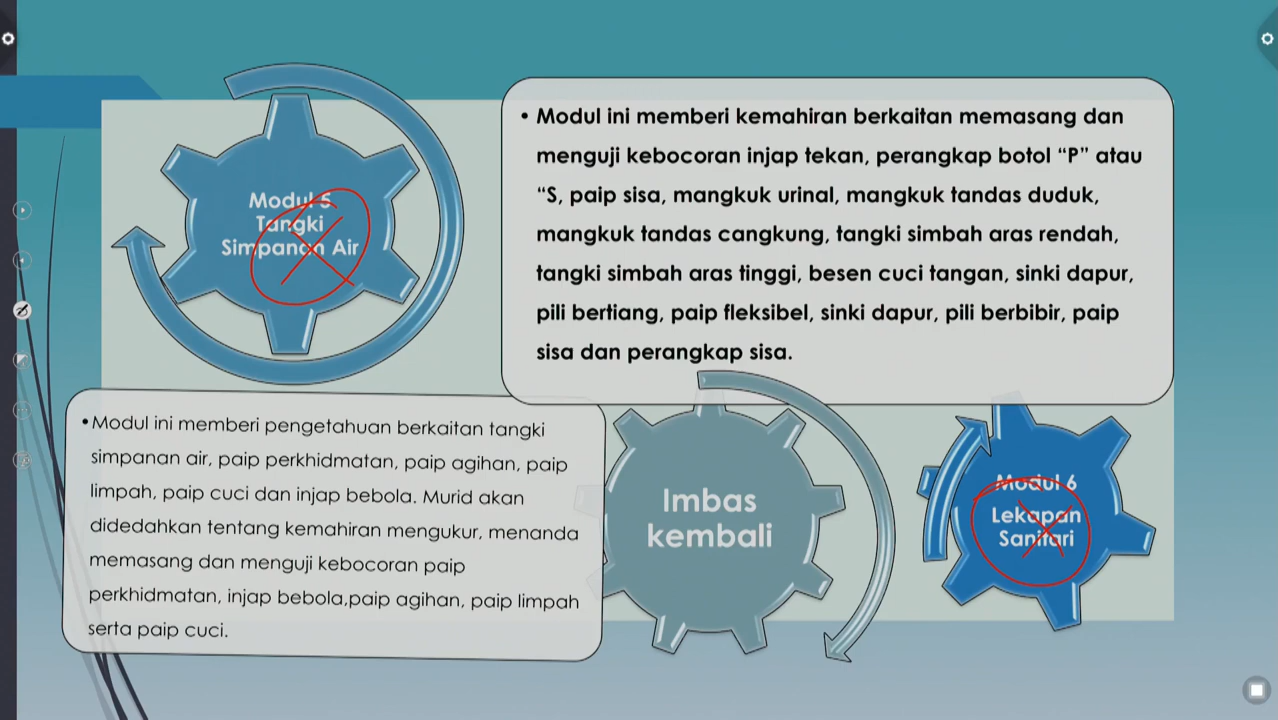 Modul 5
Tangki
Simpanan Air
• Modul ini memberi kemahiran berkaitan memasang dan
menguji kebocoran injap tekan, perangkap botol “P” atau
“S, paip sisa, mangkuk urinal, mangkuk tandas duduk,
mangkuk tandas cangkung, tangki simbah aras rendah,
tangki simbah aras tinggi, besen cuci tangan, sinki dapur,
pili bertiang, paip fleksibel, sinki dapur, pili berbibir, paip
sisa dan perangkap sisa.
• Modul ini memberi pengetahuan berkaitan tangki
simpanan air, paip perkhidmatan, paip agihan, paip
limpah, paip cuci dan injap bebola. Murid akan
didedahkan tentang kemahiran mengukur, menanda
memasang dan menguji kebocoran paip
perkhidmatan, injap bebola,paip agihan, paip limpah
serta paip cuci.
Imbas
kembali
Modul 6
Lekapan
Sanitari